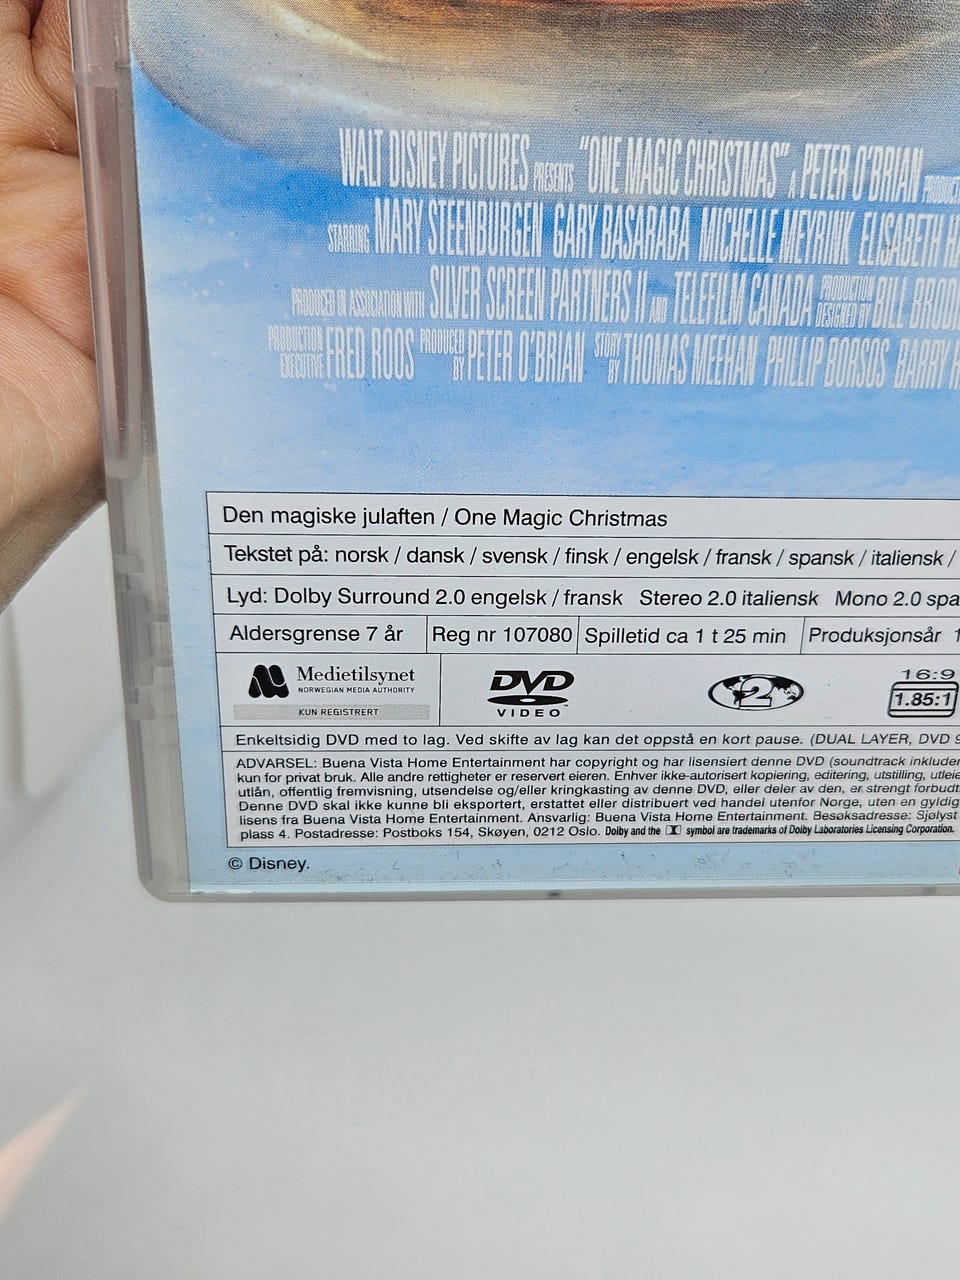 WALT DISNEY PICTURES PRESENTS "ONE MAGIC CHRISTMAS" A PETER O'BRIAN
STARRING MARY STEENBURGEN GARY BASARABA MICHELLE MEYRINK ELISABETH
PRODUCED IN ASSOCIATION WITH SILVER SCREEN PARTNERS II AND TELEFILM CANADA PRODUCTION DESIGNED BY BILL
PRODUCTION EXECUTIVE FRED ROOS PRODUCED BY PETER O'BRIAN STORY BY THOMAS MEEHAN PHILLIP BORSOS BARRY
Den magiske julaften / One Magic Christmas
Tekstet på: norsk / dansk / svensk / finsk / engelsk / fransk / spansk / italiensk /
Lyd: Dolby Surround 2.0 engelsk / fransk Stereo 2.0 italiensk Mono 2.0 spa
Aldersgrense 7 år Reg nr 107080 Spilletid ca 1 t 25 min Produksjonsår 1
Medietilsynet
NORWEGIAN MEDIA AUTHORITY
KUN REGISTRERT
DVD
VIDEO
2
16:9
1.85:1
Enkeltsidig DVD med to lag. Ved skifte av lag kan det oppstå en kort pause. (DUAL LAYER, DVD 9
ADVARSEL: Buena Vista Home Entertainment har copyright og har lisensiert denne DVD (soundtrack inkluder
kun for privat bruk. Alle andre rettigheter er reservert eieren. Enhver ikke-autorisert kopiering, editering, utstilling, utleie
utlån, offentlig fremvisning, utsendelse og/eller kringkasting av denne DVD, eller deler av den, er strengt forbudt
Denne DVD skal ikke kunne bli eksportert, erstattet eller distribuert ved handel utenfor Norge, uten en gyldig
lisens fra Buena Vista Home Entertainment. Ansvarlig: Buena Vista Home Entertainment. Besøksadresse: Sjølyst
plass 4. Postadresse: Postboks 154, Skøyen, 0212 Oslo. Dolby and the symbol are trademarks of Dolby Laboratories Licensing Corporation.
© Disney.